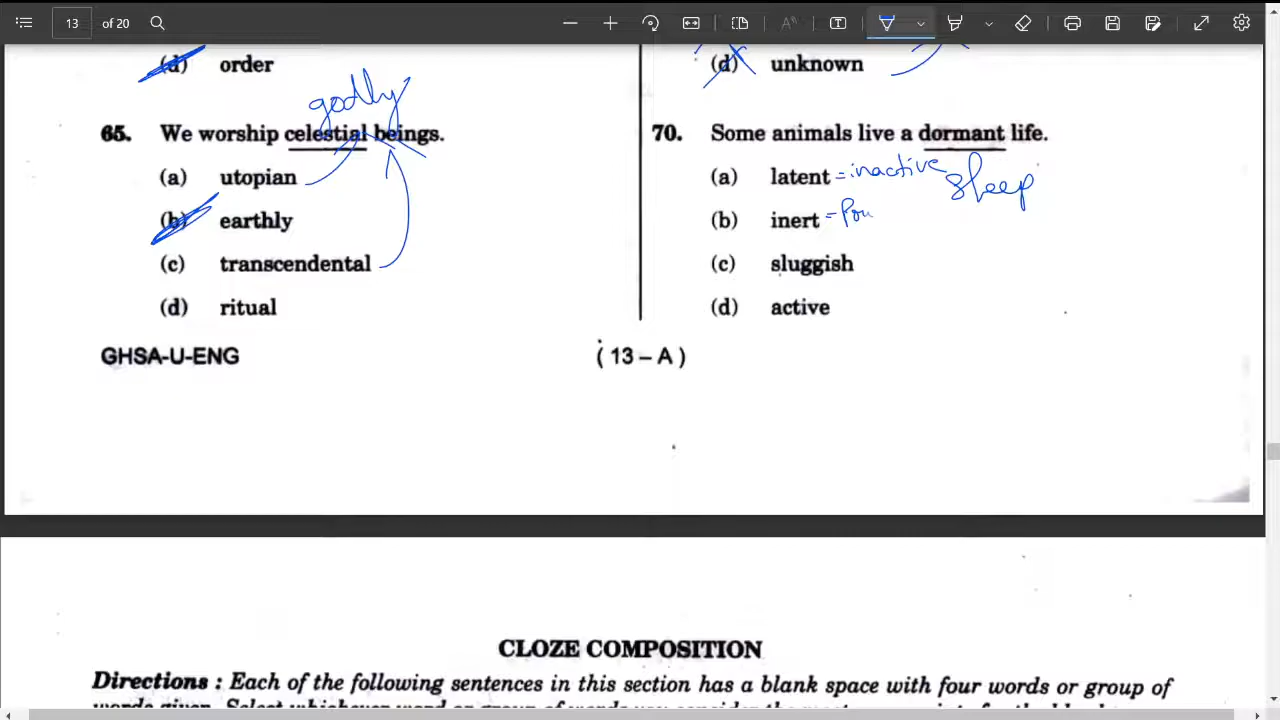 13 of 20
(d) order
godly
65. We worship celestial beings.
(a) utopian
(b) earthly
(c) transcendental
(d) ritual
(d) unknown
70. Some animals live a dormant life.
(a) latent = inactive sleep
(b) inert = fou
(c) sluggish
(d) active
GHSA-U-ENG
( 13 – A )
CLOZE COMPOSITION
Directions : Each of the following sentences in this section has a blank space with four words or group of